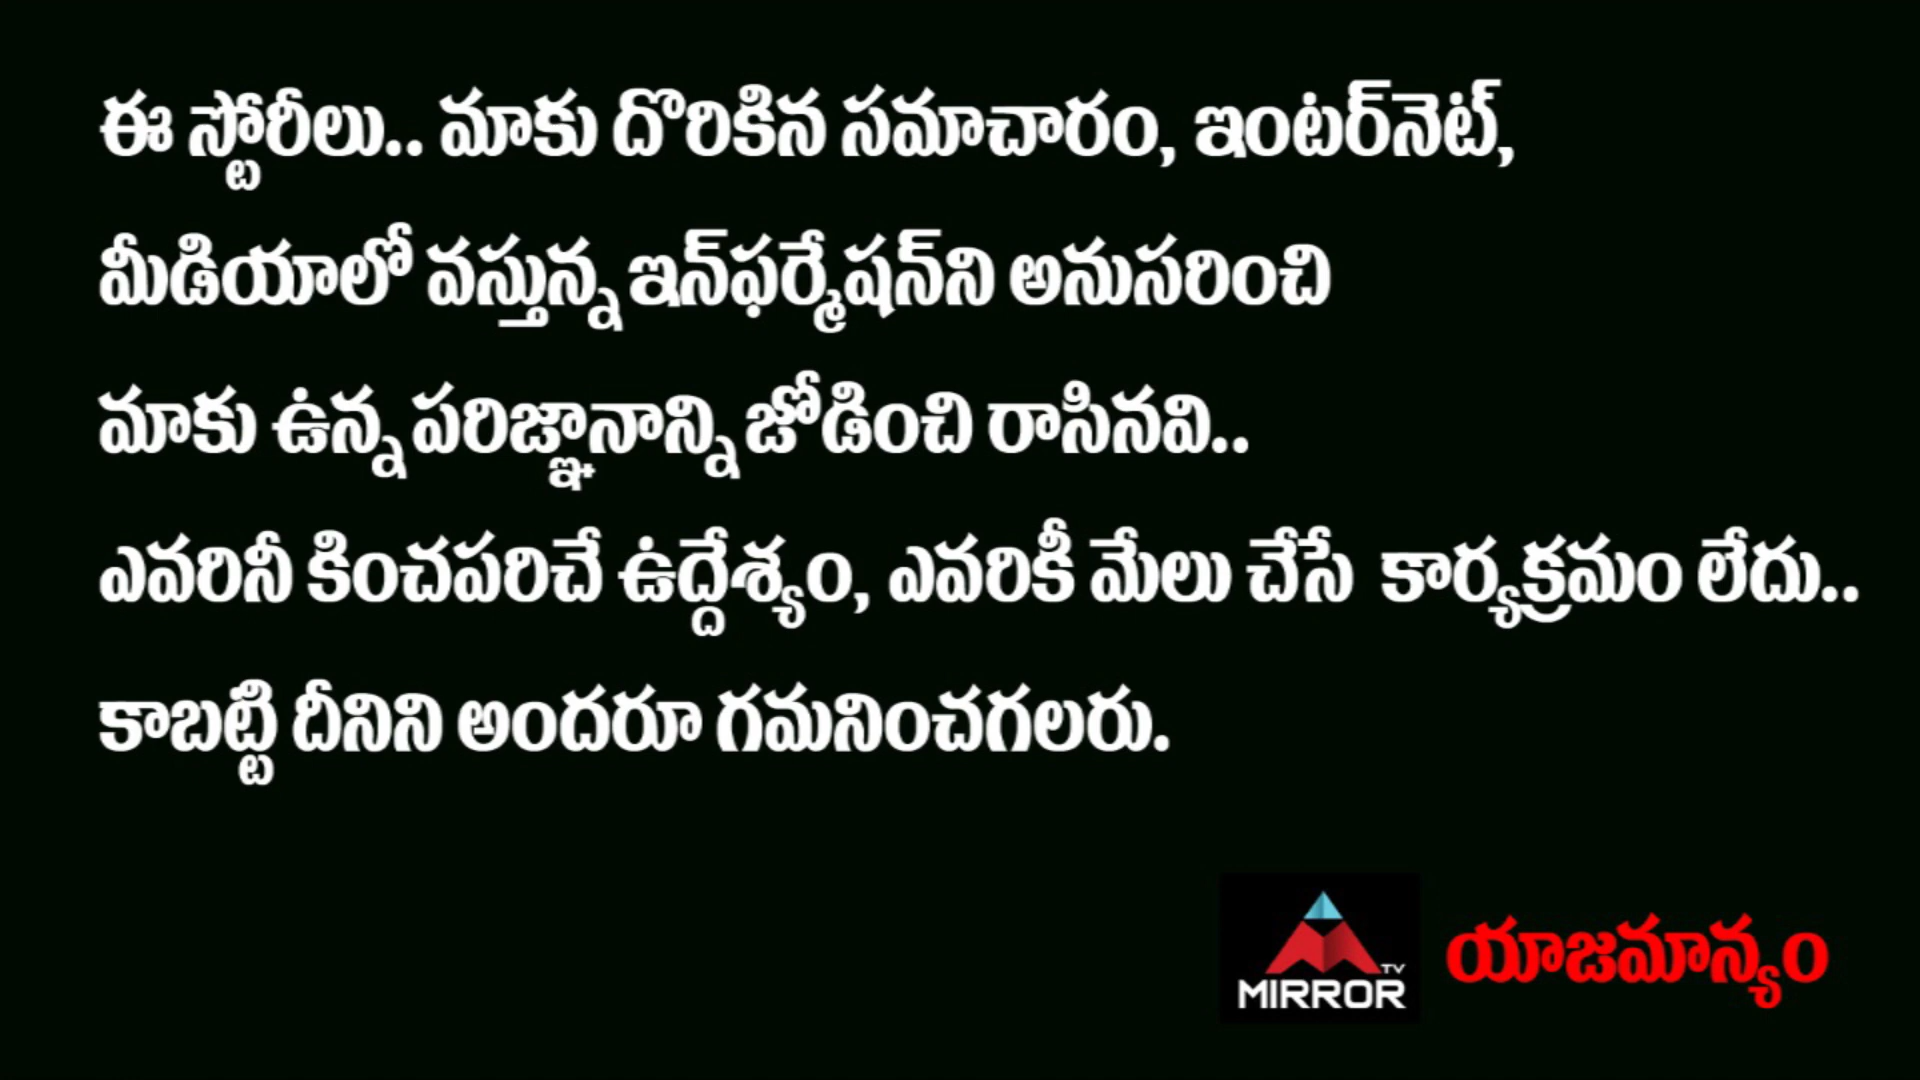 ఈ స్టోరీలు.. మాకు దొరికిన సమాచారం, ఇంటర్‌నెట్,
మీడియాలో వస్తున్న ఇన్‌ఫర్మేషన్‌ని అనుసరించి
మాకు ఉన్న పరిజ్ఞానాన్ని జోడించి రాసినవి..
ఎవరినీ కించపరిచే ఉద్దేశ్యం, ఎవరికీ మేలు చేసే కార్యక్రమం లేదు..
కాబట్టి దీనిని అందరూ గమనించగలరు.
TV
MIRROR
యాజమాన్యం